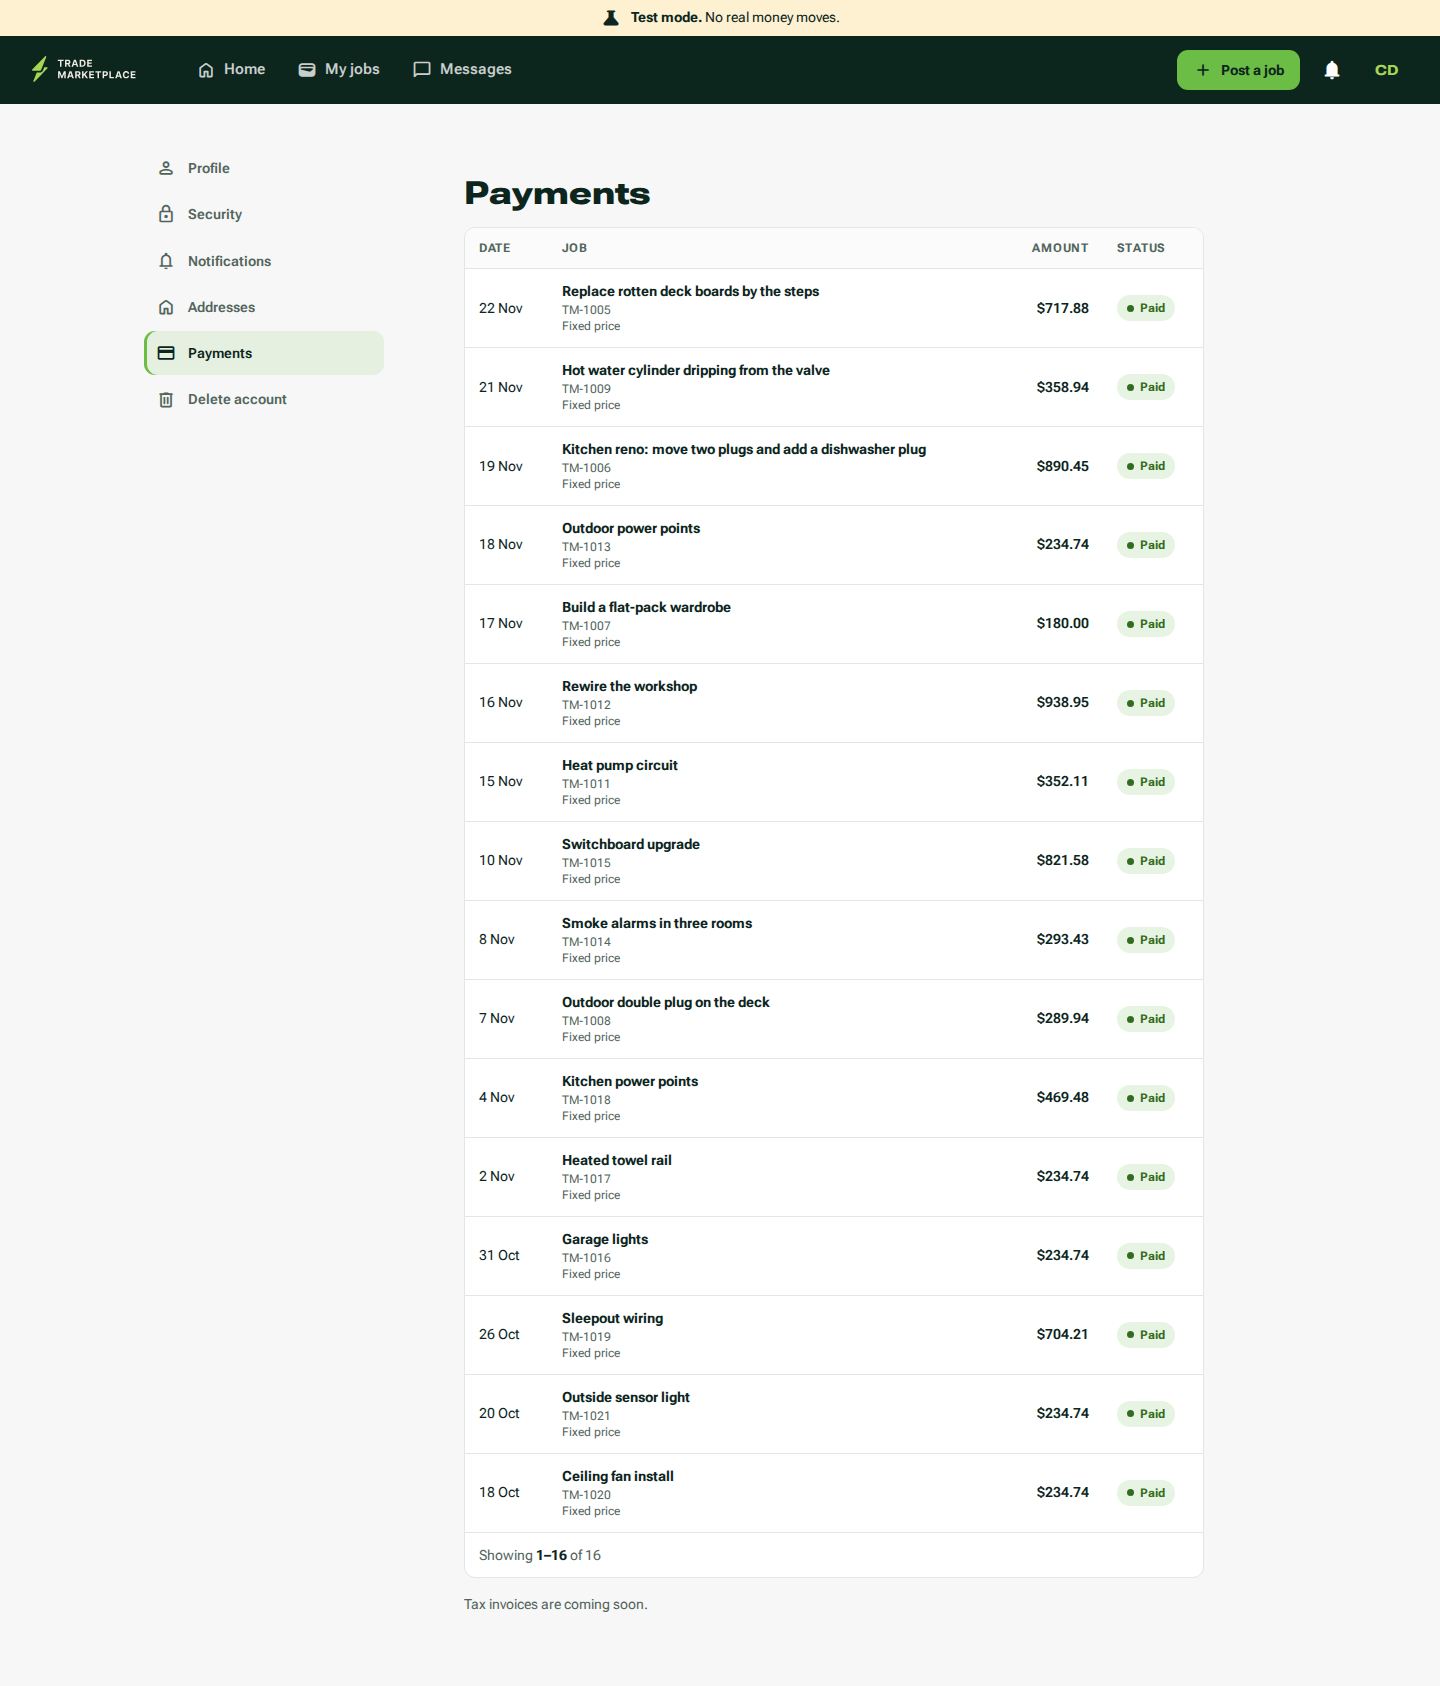 Test mode. No real money moves.
TRADE
MARKETPLACE
Home
My jobs
Messages
Post a job
CD
Profile
Security
Notifications
Addresses
Payments
Delete account
Payments
DATE JOB AMOUNT STATUS
Replace rotten deck boards by the steps
22 Nov TM-1005 $717.88 Paid
Fixed price
Hot water cylinder dripping from the valve
21 Nov TM-1009 $358.94 Paid
Fixed price
Kitchen reno: move two plugs and add a dishwasher plug
19 Nov TM-1006 $890.45 Paid
Fixed price
Outdoor power points
18 Nov TM-1013 $234.74 Paid
Fixed price
Build a flat-pack wardrobe
17 Nov TM-1007 $180.00 Paid
Fixed price
Rewire the workshop
16 Nov TM-1012 $938.95 Paid
Fixed price
Heat pump circuit
15 Nov TM-1011 $352.11 Paid
Fixed price
Switchboard upgrade
10 Nov TM-1015 $821.58 Paid
Fixed price
Smoke alarms in three rooms
8 Nov TM-1014 $293.43 Paid
Fixed price
Outdoor double plug on the deck
7 Nov TM-1008 $289.94 Paid
Fixed price
Kitchen power points
4 Nov TM-1018 $469.48 Paid
Fixed price
Heated towel rail
2 Nov TM-1017 $234.74 Paid
Fixed price
Garage lights
31 Oct TM-1016 $234.74 Paid
Fixed price
Sleepout wiring
26 Oct TM-1019 $704.21 Paid
Fixed price
Outside sensor light
20 Oct TM-1021 $234.74 Paid
Fixed price
Ceiling fan install
18 Oct TM-1020 $234.74 Paid
Fixed price
Showing 1–16 of 16
Tax invoices are coming soon.